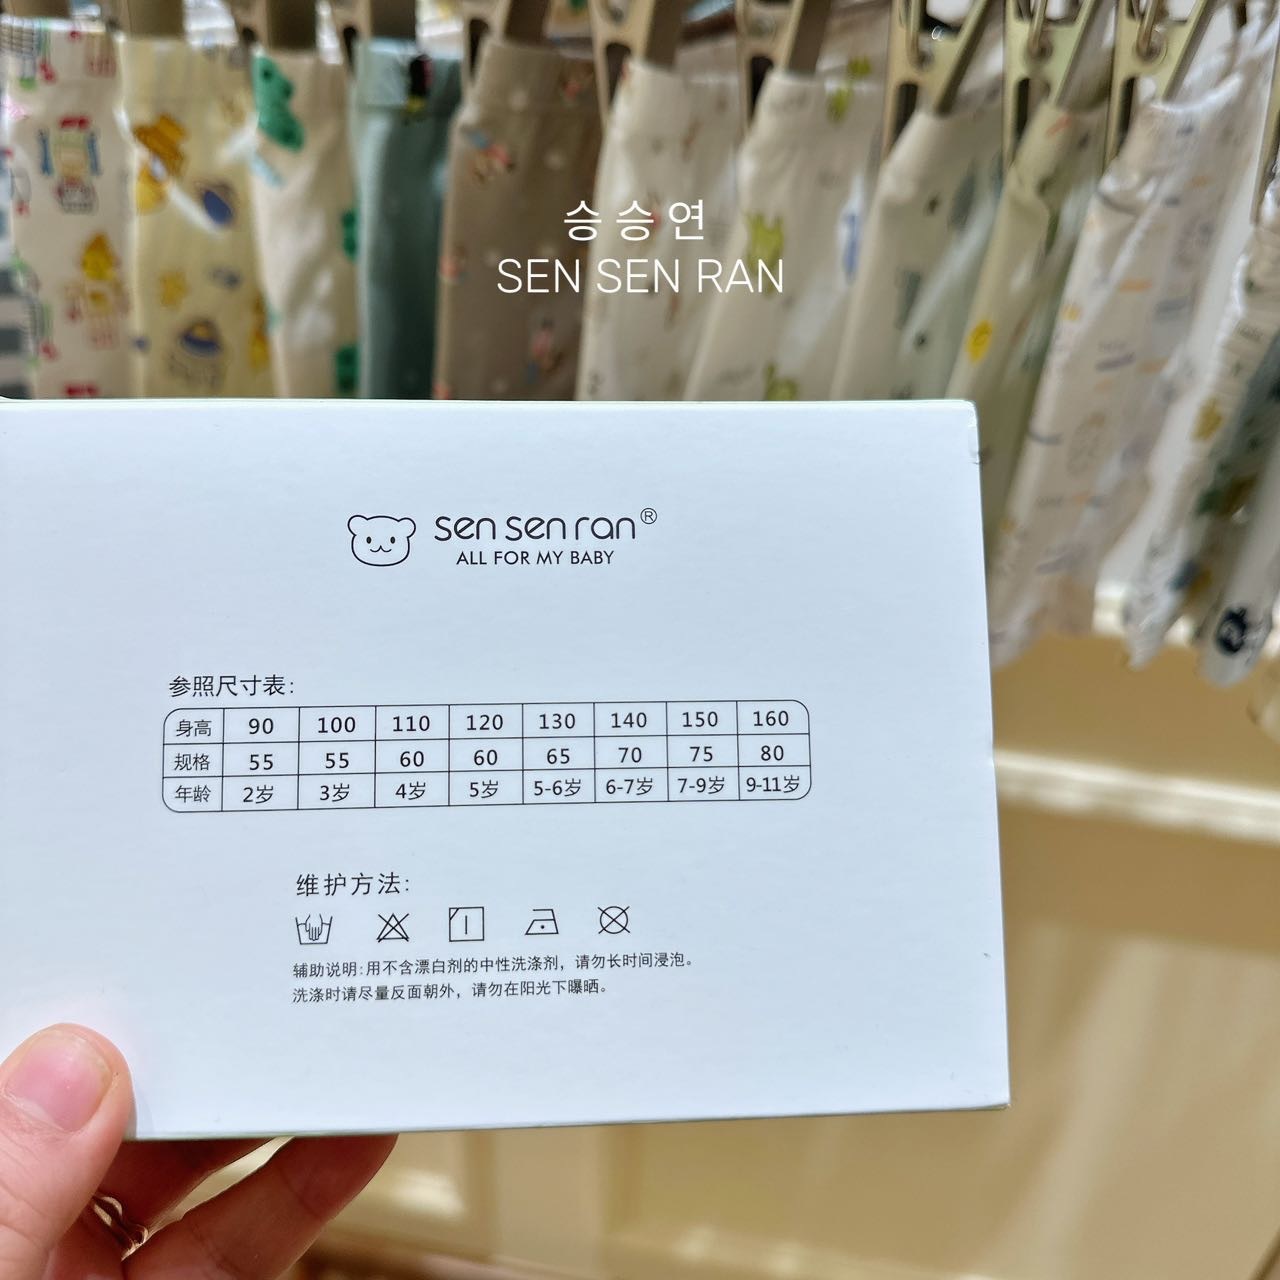 승승연
SEN SEN RAN
sen sen ran®
ALL FOR MY BABY
参照尺寸表:
身高 90 100 110 120 130 140 150 160
规格 55 55 60 60 65 70 75 80
年龄 2岁 3岁 4岁 5岁 5-6岁 6-7岁 7-9岁 9-11岁
维护方法:
辅助说明:用不含漂白剂的中性洗涤剂，请勿长时间浸泡。
洗涤时请尽量反面朝外，请勿在阳光下曝晒。